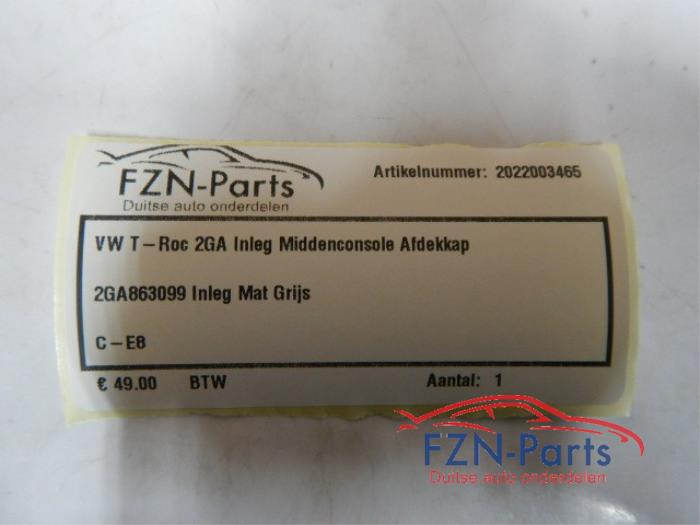 FZN-Parts
Duitse auto onderdelen
Artikelnummer: 2022003465
VW T-Roc 2GA Inleg Middenconsole Afdekkap
2GA863099 Inleg Mat Grijs
C-E8
€ 49.00 BTW Aantal: 1
FZN-Parts
Duitse auto onderdelen